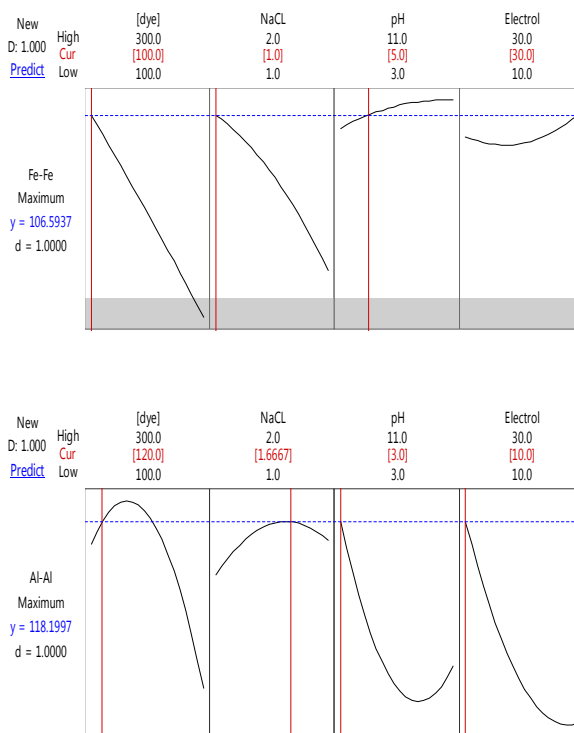 New
D: 1.000
Predict
High
Cur
Low
[dye]
300.0
[100.0]
100.0
NaCL
2.0
[1.0]
1.0
pH
11.0
[5.0]
3.0
Electrol
30.0
[30.0]
10.0
Fe-Fe
Maximum
y = 106.5937
d = 1.0000
New
D: 1.000
Predict
High
Cur
Low
[dye]
300.0
[120.0]
100.0
NaCL
2.0
[1.6667]
1.0
pH
11.0
[3.0]
3.0
Electrol
30.0
[10.0]
10.0
Al-Al
Maximum
y = 118.1997
d = 1.0000